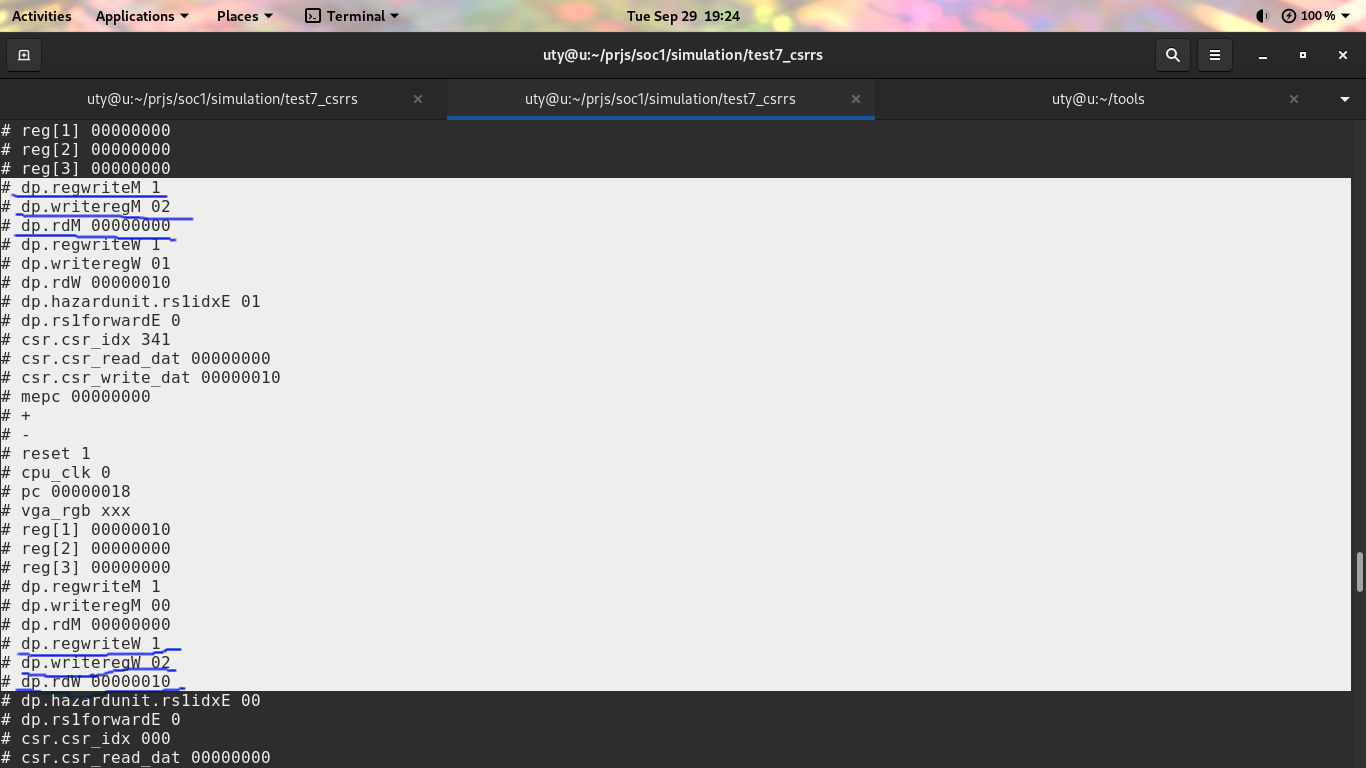 Activities Applications Places Terminal Tue Sep 29 19:24 100 %
uty@u:~/prjs/soc1/simulation/test7_csrrs
uty@u:~/prjs/soc1/simulation/test7_csrrs uty@u:~/prjs/soc1/simulation/test7_csrrs uty@u:~/tools
# reg[1] 00000000
# reg[2] 00000000
# reg[3] 00000000
# dp.regwriteM 1
# dp.writeregM 02
# dp.rdM 00000000
# dp.regwriteW 1
# dp.writeregW 01
# dp.rdW 00000010
# dp.hazardunit.rs1idxE 01
# dp.rs1forwardE 0
# csr.csr_idx 341
# csr.csr_read_dat 00000000
# csr.csr_write_dat 00000010
# mepc 00000000
# +
# -
# reset 1
# cpu_clk 0
# pc 00000018
# vga_rgb xxx
# reg[1] 00000010
# reg[2] 00000000
# reg[3] 00000000
# dp.regwriteM 1
# dp.writeregM 00
# dp.rdM 00000000
# dp.regwriteW 1
# dp.writeregW 02
# dp.rdW 00000010
# dp.hazardunit.rs1idxE 00
# dp.rs1forwardE 0
# csr.csr_idx 000
# csr.csr_read_dat 00000000